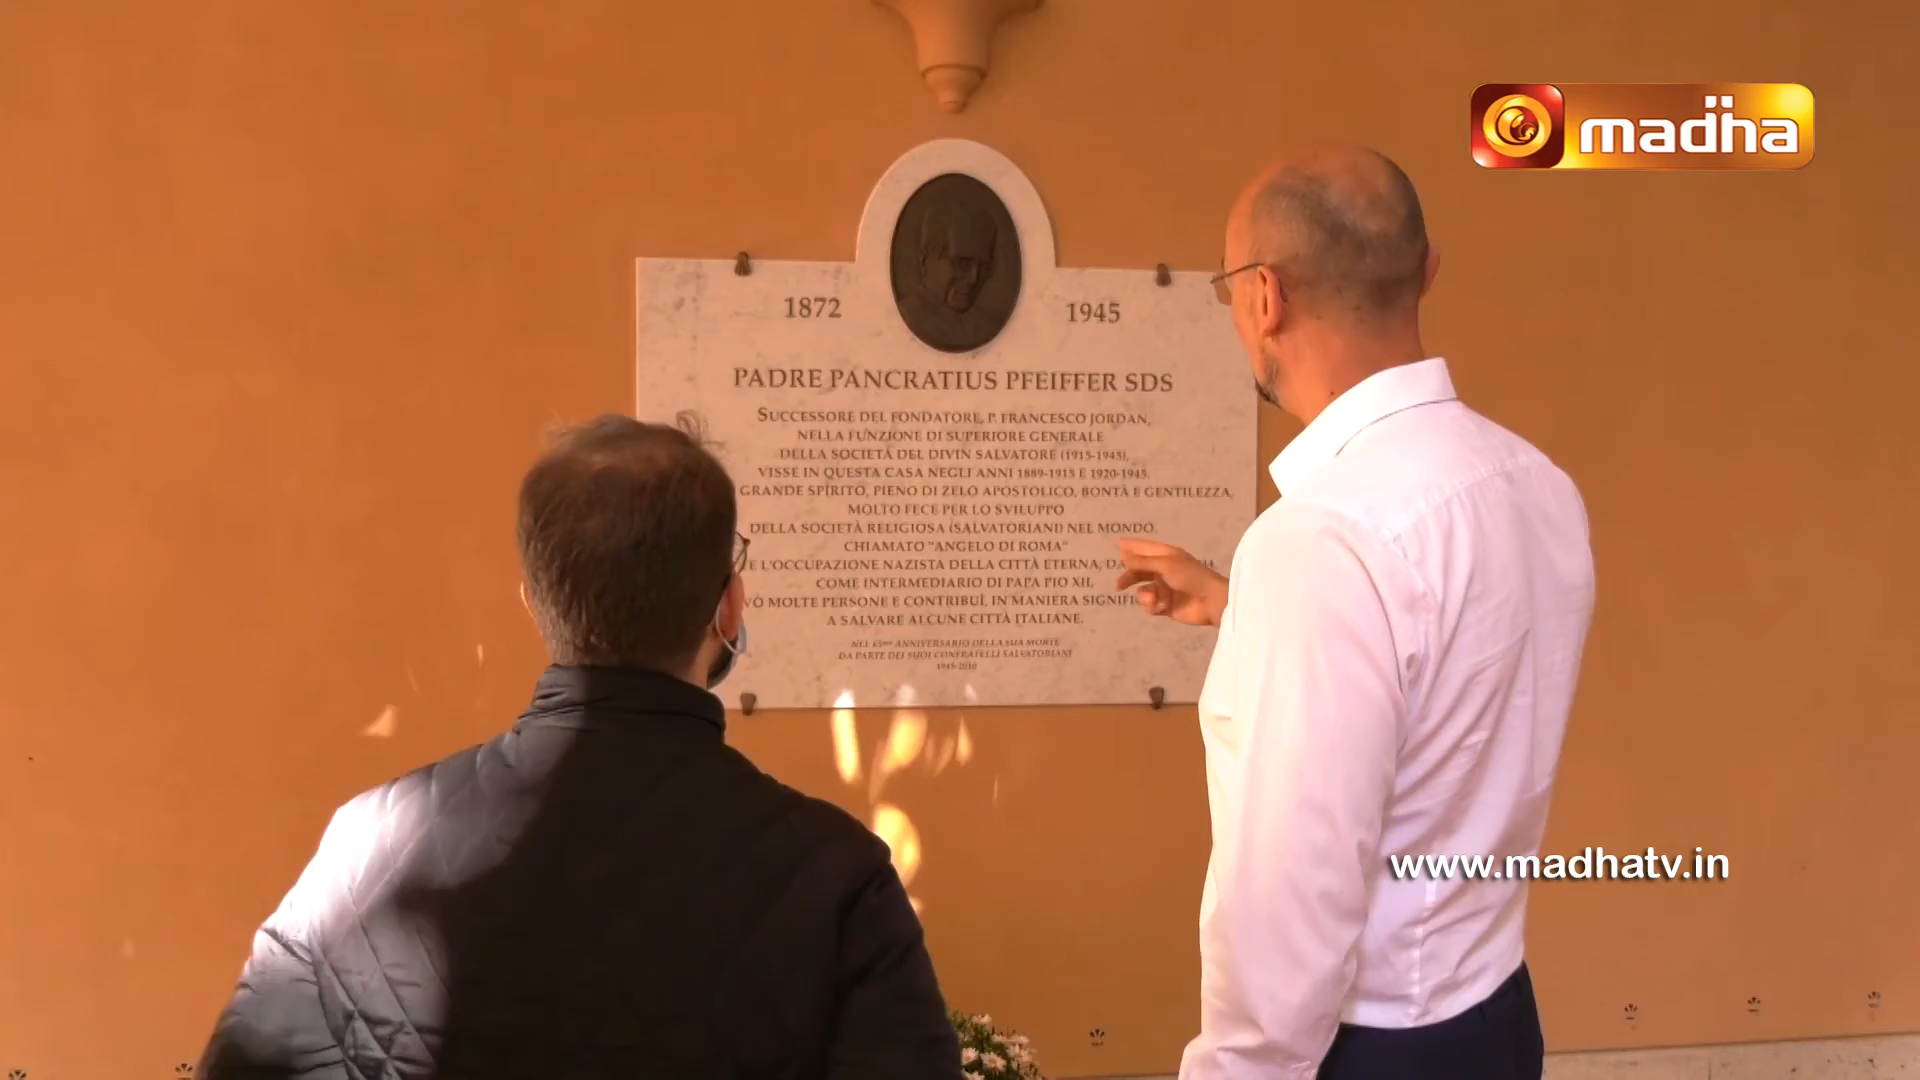 madha
1872
1945
PADRE PANCRATIUS PFEIFFER SDS
SUCCESSORE DEL FONDATORE, P. FRANCESCO JORDAN,
NELLA FUNZIONE DI SUPERIORE GENERALE
DELLA SOCIETÀ DEL DIVIN SALVATORE (1915-1945),
VISSE IN QUESTA CASA NEGLI ANNI 1889-1915 E 1920-1945.
GRANDE SPIRITO, PIENO DI ZELO APOSTOLICO, BONTÀ E GENTILEZZA,
MOLTO FECE PER LO SVILUPPO
DELLA SOCIETÀ RELIGIOSA (SALVATORIANI) NEL MONDO.
CHIAMATO "ANGELO DI ROMA"
L'OCCUPAZIONE NAZISTA DELLA CITTÀ ETERNA,
COME INTERMEDIARIO DI PAPA PIO XII,
MOLTE PERSONE E CONTRIBUÌ, IN MANIERA
A SALVARE ALCUNE CITTÀ ITALIANE.
NEL 65mo ANNIVERSARIO DELLA SUA MORTE
DA PARTE DEI SUOI CONFRATELLI SALVATORIANI
1945-2010
www.madhatv.in